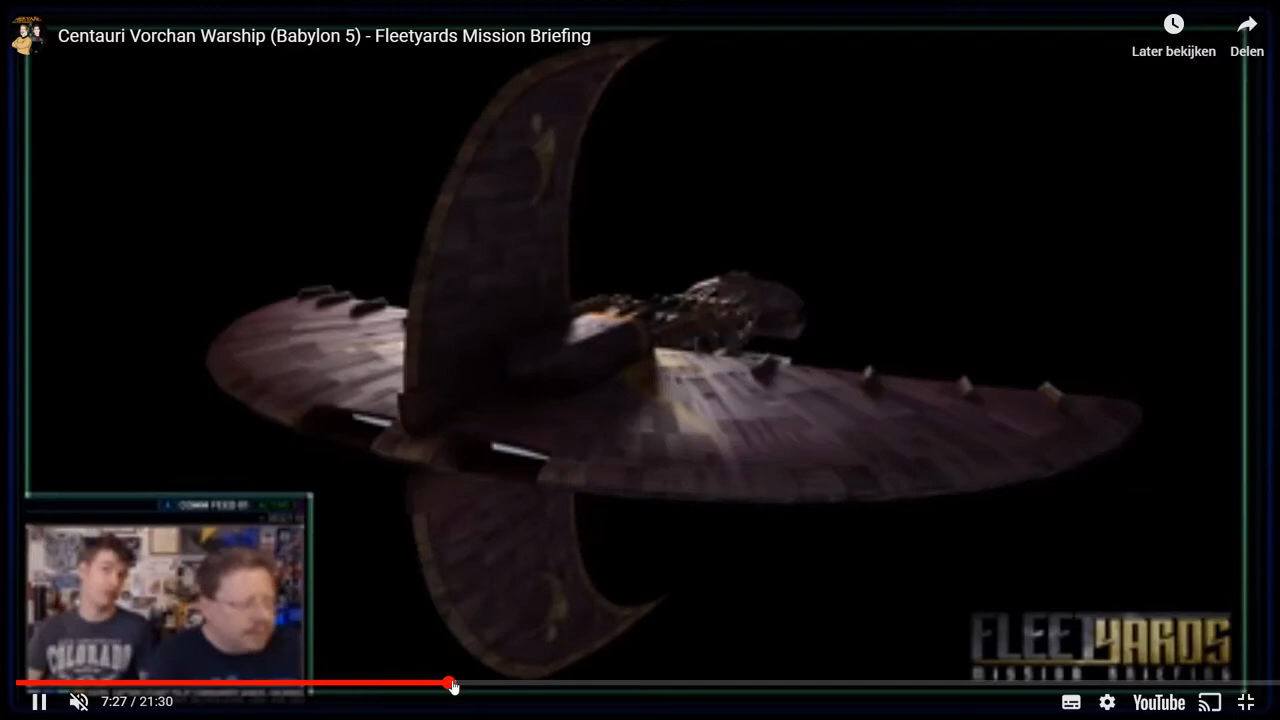 Centauri Vorchan Warship (Babylon 5) - Fleetyards Mission Briefing
Later bekijken
Delen
COMM FEED 01
COLORADO
FLEETYARDS
MISSION BRIEFING
7:27 / 21:30
YouTube